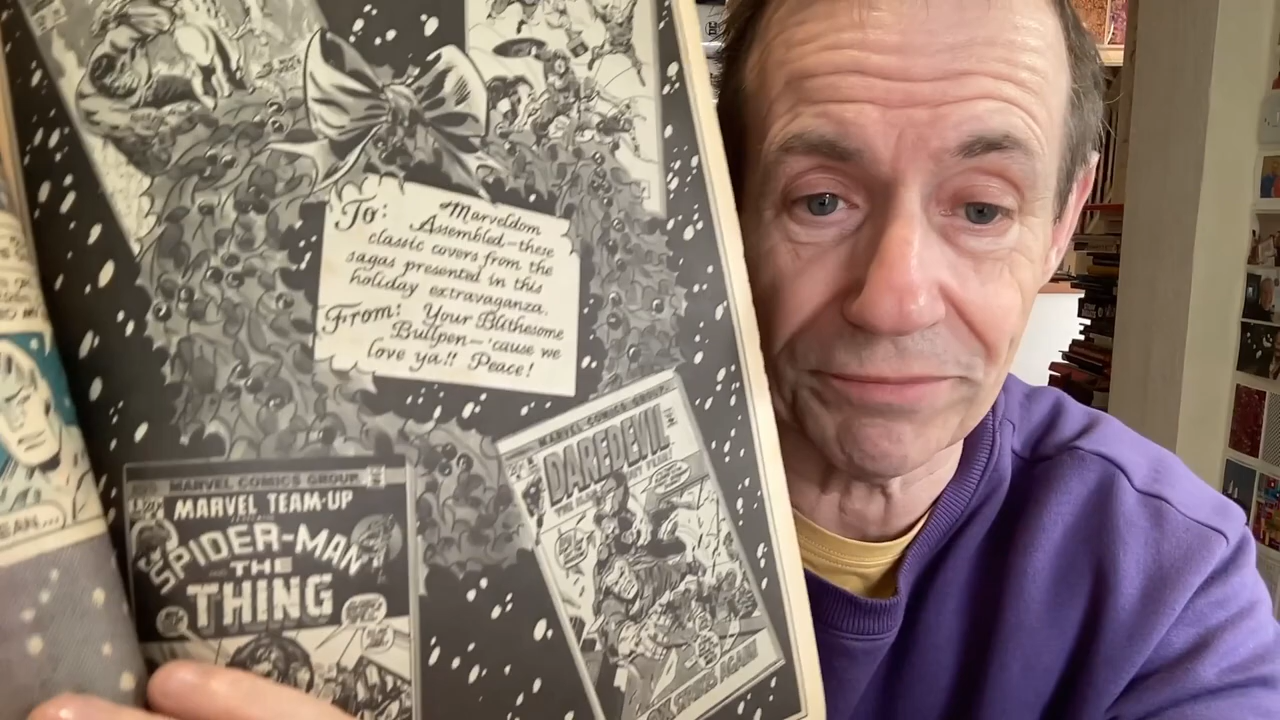 To: Marveldom
Assembled—these
classic covers from the
sagas presented in this
holiday extravaganza.
From: Your Blithesome
Bullpen—'cause we
love ya!! Peace!
MARVEL COMICS GROUP
DAREDEVIL
MARVEL COMICS GROUP
MARVEL TEAM-UP
SPIDER-MAN
THE
THING
AGAIN!